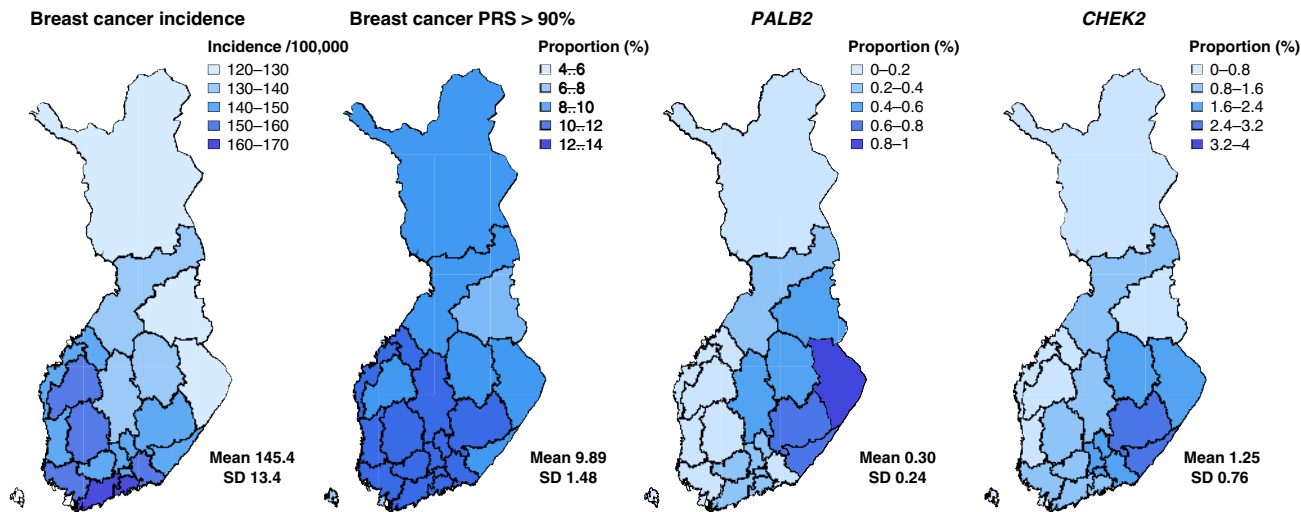 Breast cancer incidence
Incidence /100,000
120–130
130–140
140–150
150–160
160–170
Mean 145.4
SD 13.4
Breast cancer PRS > 90%
Proportion (%)
4..6
6..8
8..10
10..12
12..14
Mean 9.89
SD 1.48
PALB2
Proportion (%)
0–0.2
0.2–0.4
0.4–0.6
0.6–0.8
0.8–1
Mean 0.30
SD 0.24
CHEK2
Proportion (%)
0–0.8
0.8–1.6
1.6–2.4
2.4–3.2
3.2–4
Mean 1.25
SD 0.76